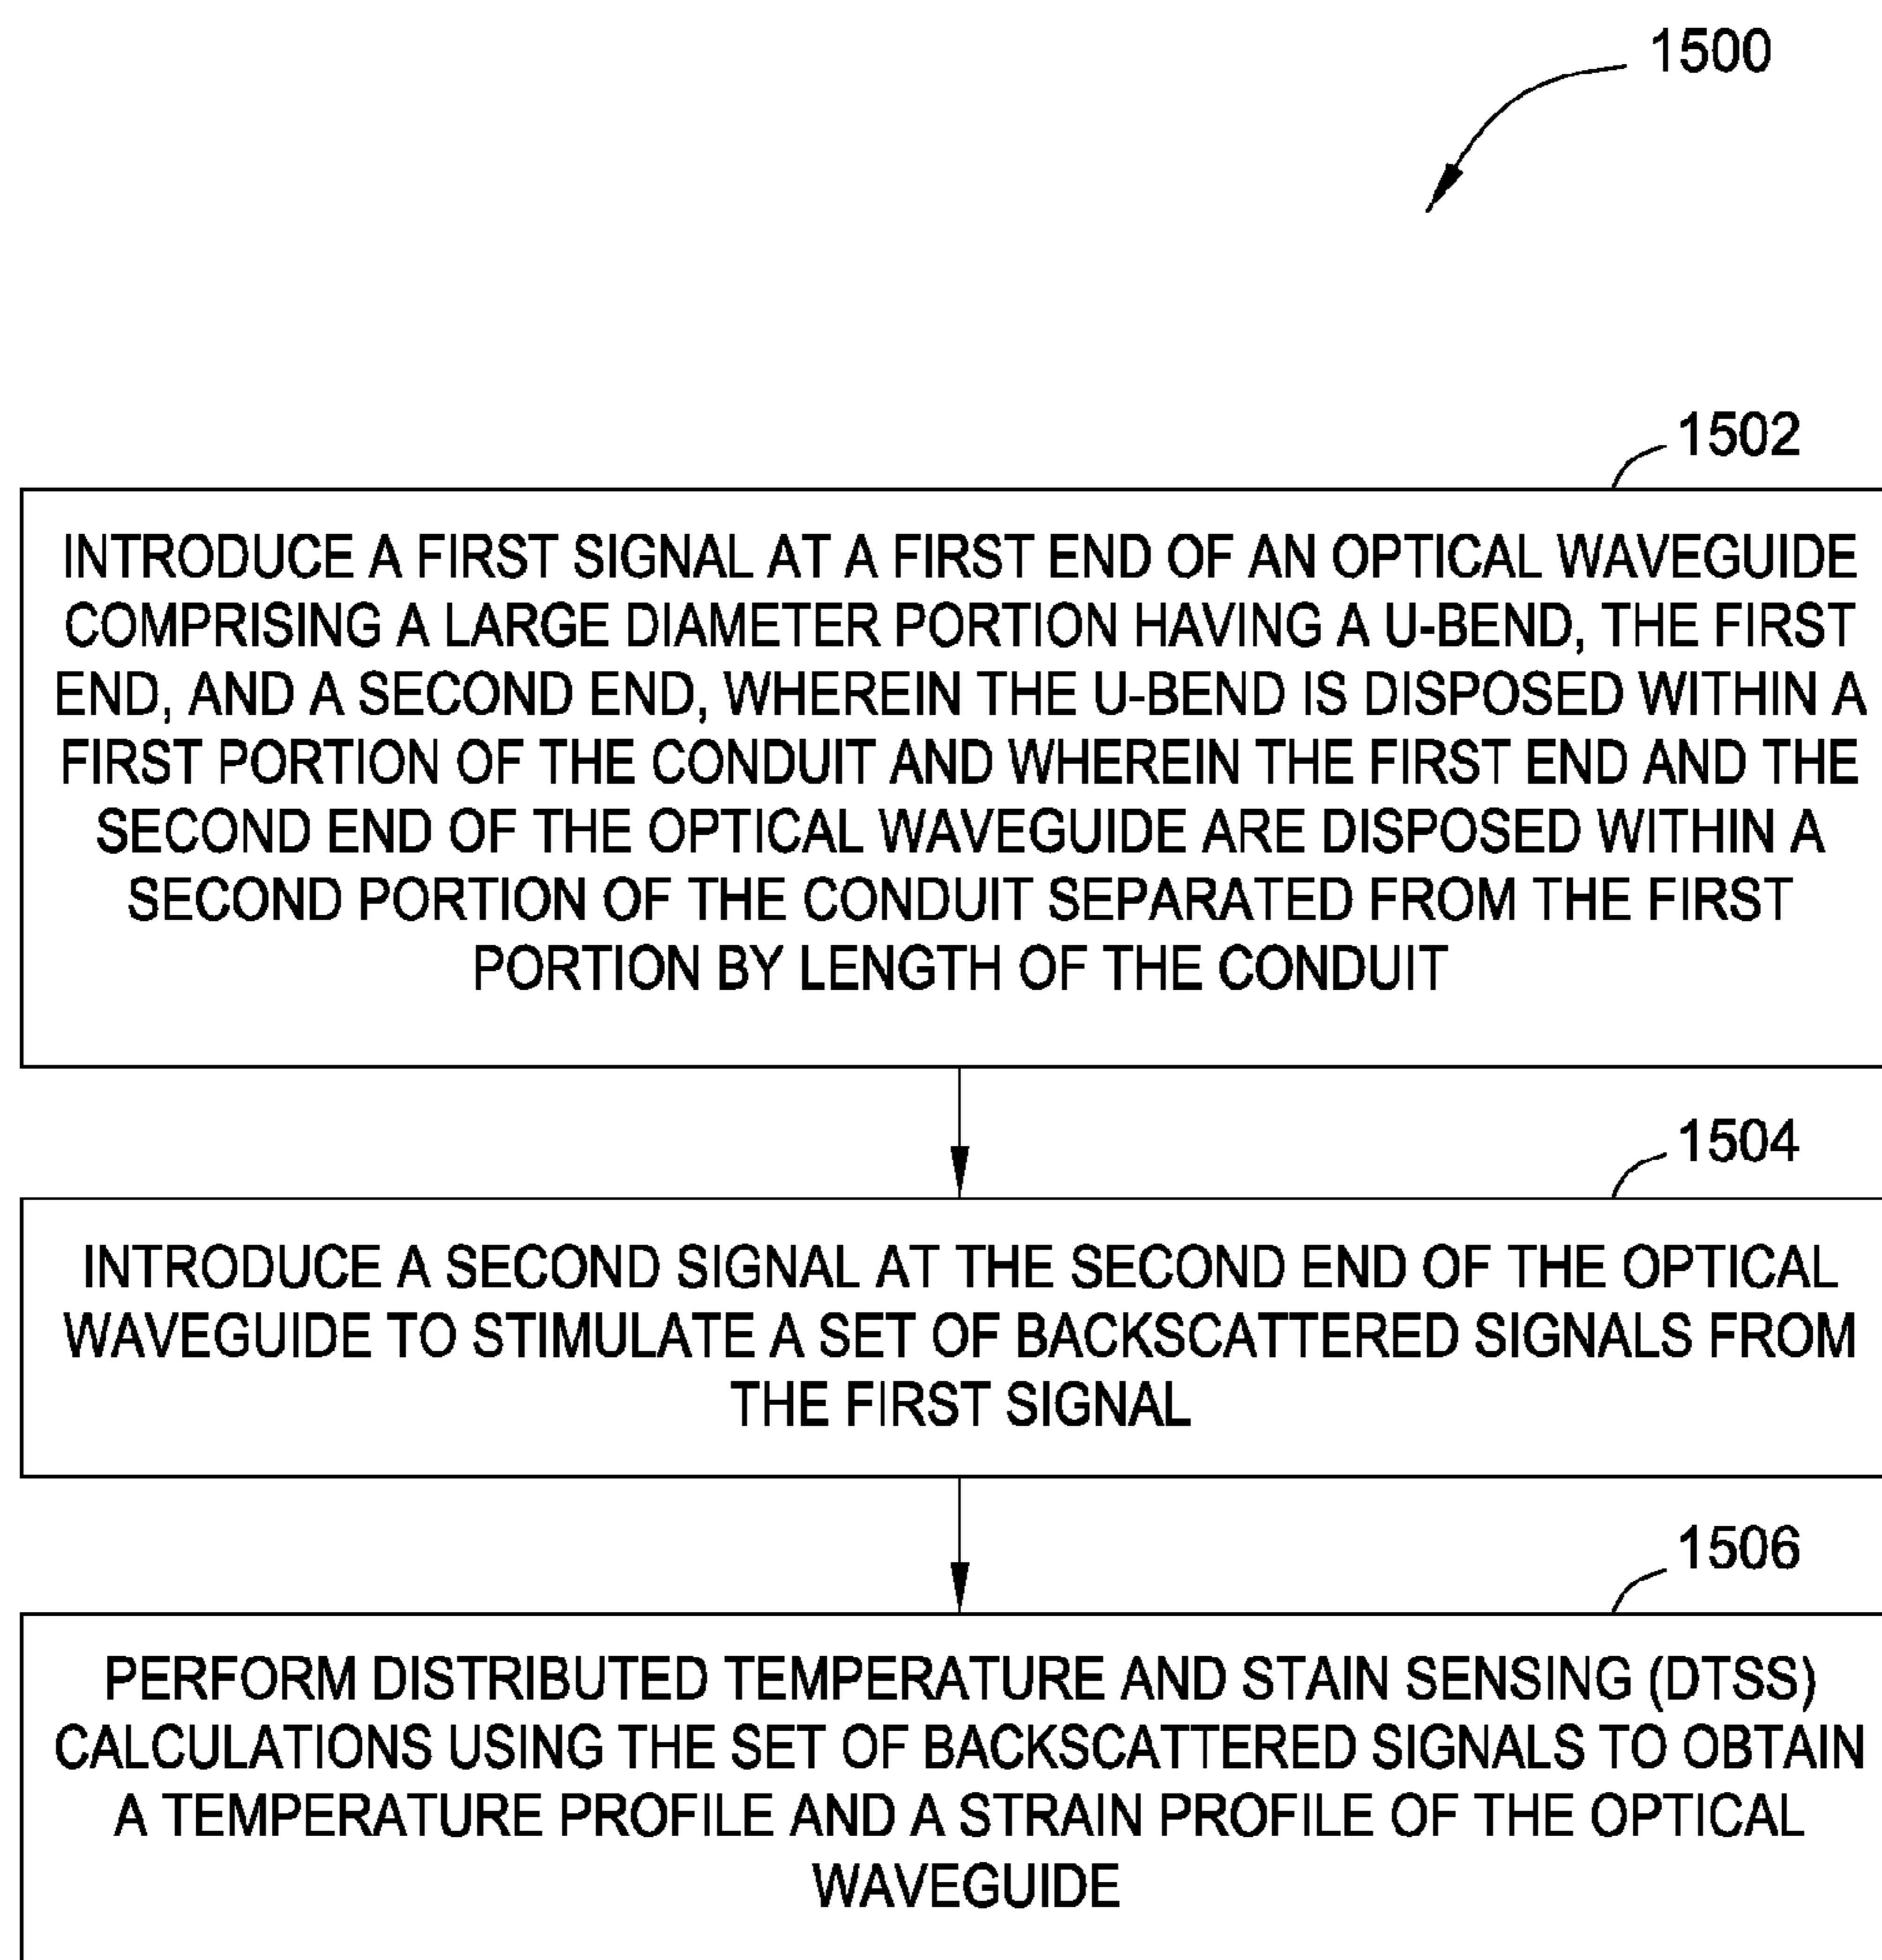 1500
1502
INTRODUCE A FIRST SIGNAL AT A FIRST END OF AN OPTICAL WAVEGUIDE
COMPRISING A LARGE DIAMETER PORTION HAVING A U-BEND, THE FIRST
END, AND A SECOND END, WHEREIN THE U-BEND IS DISPOSED WITHIN A
FIRST PORTION OF THE CONDUIT AND WHEREIN THE FIRST END AND THE
SECOND END OF THE OPTICAL WAVEGUIDE ARE DISPOSED WITHIN A
SECOND PORTION OF THE CONDUIT SEPARATED FROM THE FIRST
PORTION BY LENGTH OF THE CONDUIT
1504
INTRODUCE A SECOND SIGNAL AT THE SECOND END OF THE OPTICAL
WAVEGUIDE TO STIMULATE A SET OF BACKSCATTERED SIGNALS FROM
THE FIRST SIGNAL
1506
PERFORM DISTRIBUTED TEMPERATURE AND STAIN SENSING (DTSS)
CALCULATIONS USING THE SET OF BACKSCATTERED SIGNALS TO OBTAIN
A TEMPERATURE PROFILE AND A STRAIN PROFILE OF THE OPTICAL
WAVEGUIDE